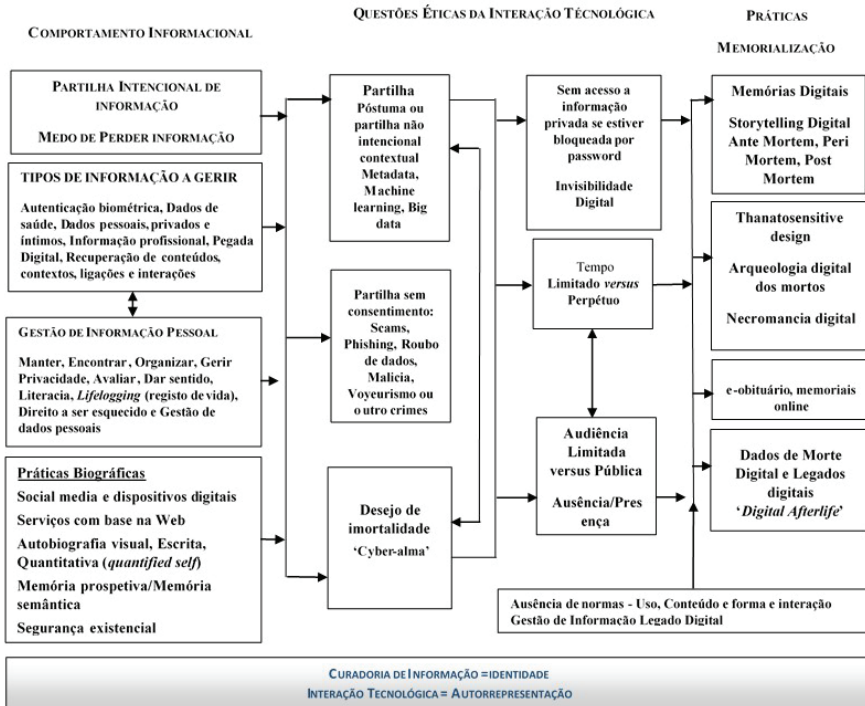 COMPORTAMENTO INFORMACIONAL
PARTILHA INTENCIONAL DE
INFORMAÇÃO
MEDO DE PERDER INFORMAÇÃO
TIPOS DE INFORMAÇÃO A GERIR
Autenticação biométrica, Dados de
saúde, Dados pessoais, privados e
íntimos, Informação profissional, Pegada
Digital, Recuperação de conteúdos,
contextos, ligações e interações
GESTÃO DE INFORMAÇÃO PESSOAL
Manter, Encontrar, Organizar, Gerir
Privacidade, Avaliar, Dar sentido,
Literacia, Lifelogging (registo de vida),
Direito a ser esquecido e Gestão de
dados pessoais
Práticas Biográficas
Social media e dispositivos digitais
Serviços com base na Web
Autobiografia visual, Escrita,
Quantitativa (quantified self)
Memória prospetiva/Memória
semântica
Segurança existencial
QUESTÕES ÉTICAS DA INTERAÇÃO TÉCNOLÓGICA
Partilha
Póstuma ou
partilha não
intencional
contextual
Metadata,
Machine
learning, Big
data
Partilha sem
consentimento:
Scams,
Phishing, Roubo
de dados,
Malicia,
Voyeurismo ou
outro crimes
Desejo de
imortalidade
‘Cyber-alma’
Sem acesso a
informação
privada se estiver
bloqueada por
password
Invisibilidade
Digital
Tempo
Limitado versus
Perpétuo
Audiência
Limitada
versus Pública
Ausência/Pres
ença
PRÁTICAS
MEMORIALIZAÇÃO
Memórias Digitais
Storytelling Digital
Ante Mortem, Peri
Mortem, Post
Mortem
Thanatosensitive
design
Arqueologia digital
dos mortos
Necromancia digital
e-obituário, memoriais
online
Dados de Morte
Digital e Legados
digitais
‘Digital Afterlife’
Ausência de normas - Uso, Conteúdo e forma e interação
Gestão de Informação Legado Digital
CURADORIA DE INFORMAÇÃO =IDENTIDADE
INTERAÇÃO TECNOLÓGICA = AUTORREPRESENTAÇÃO